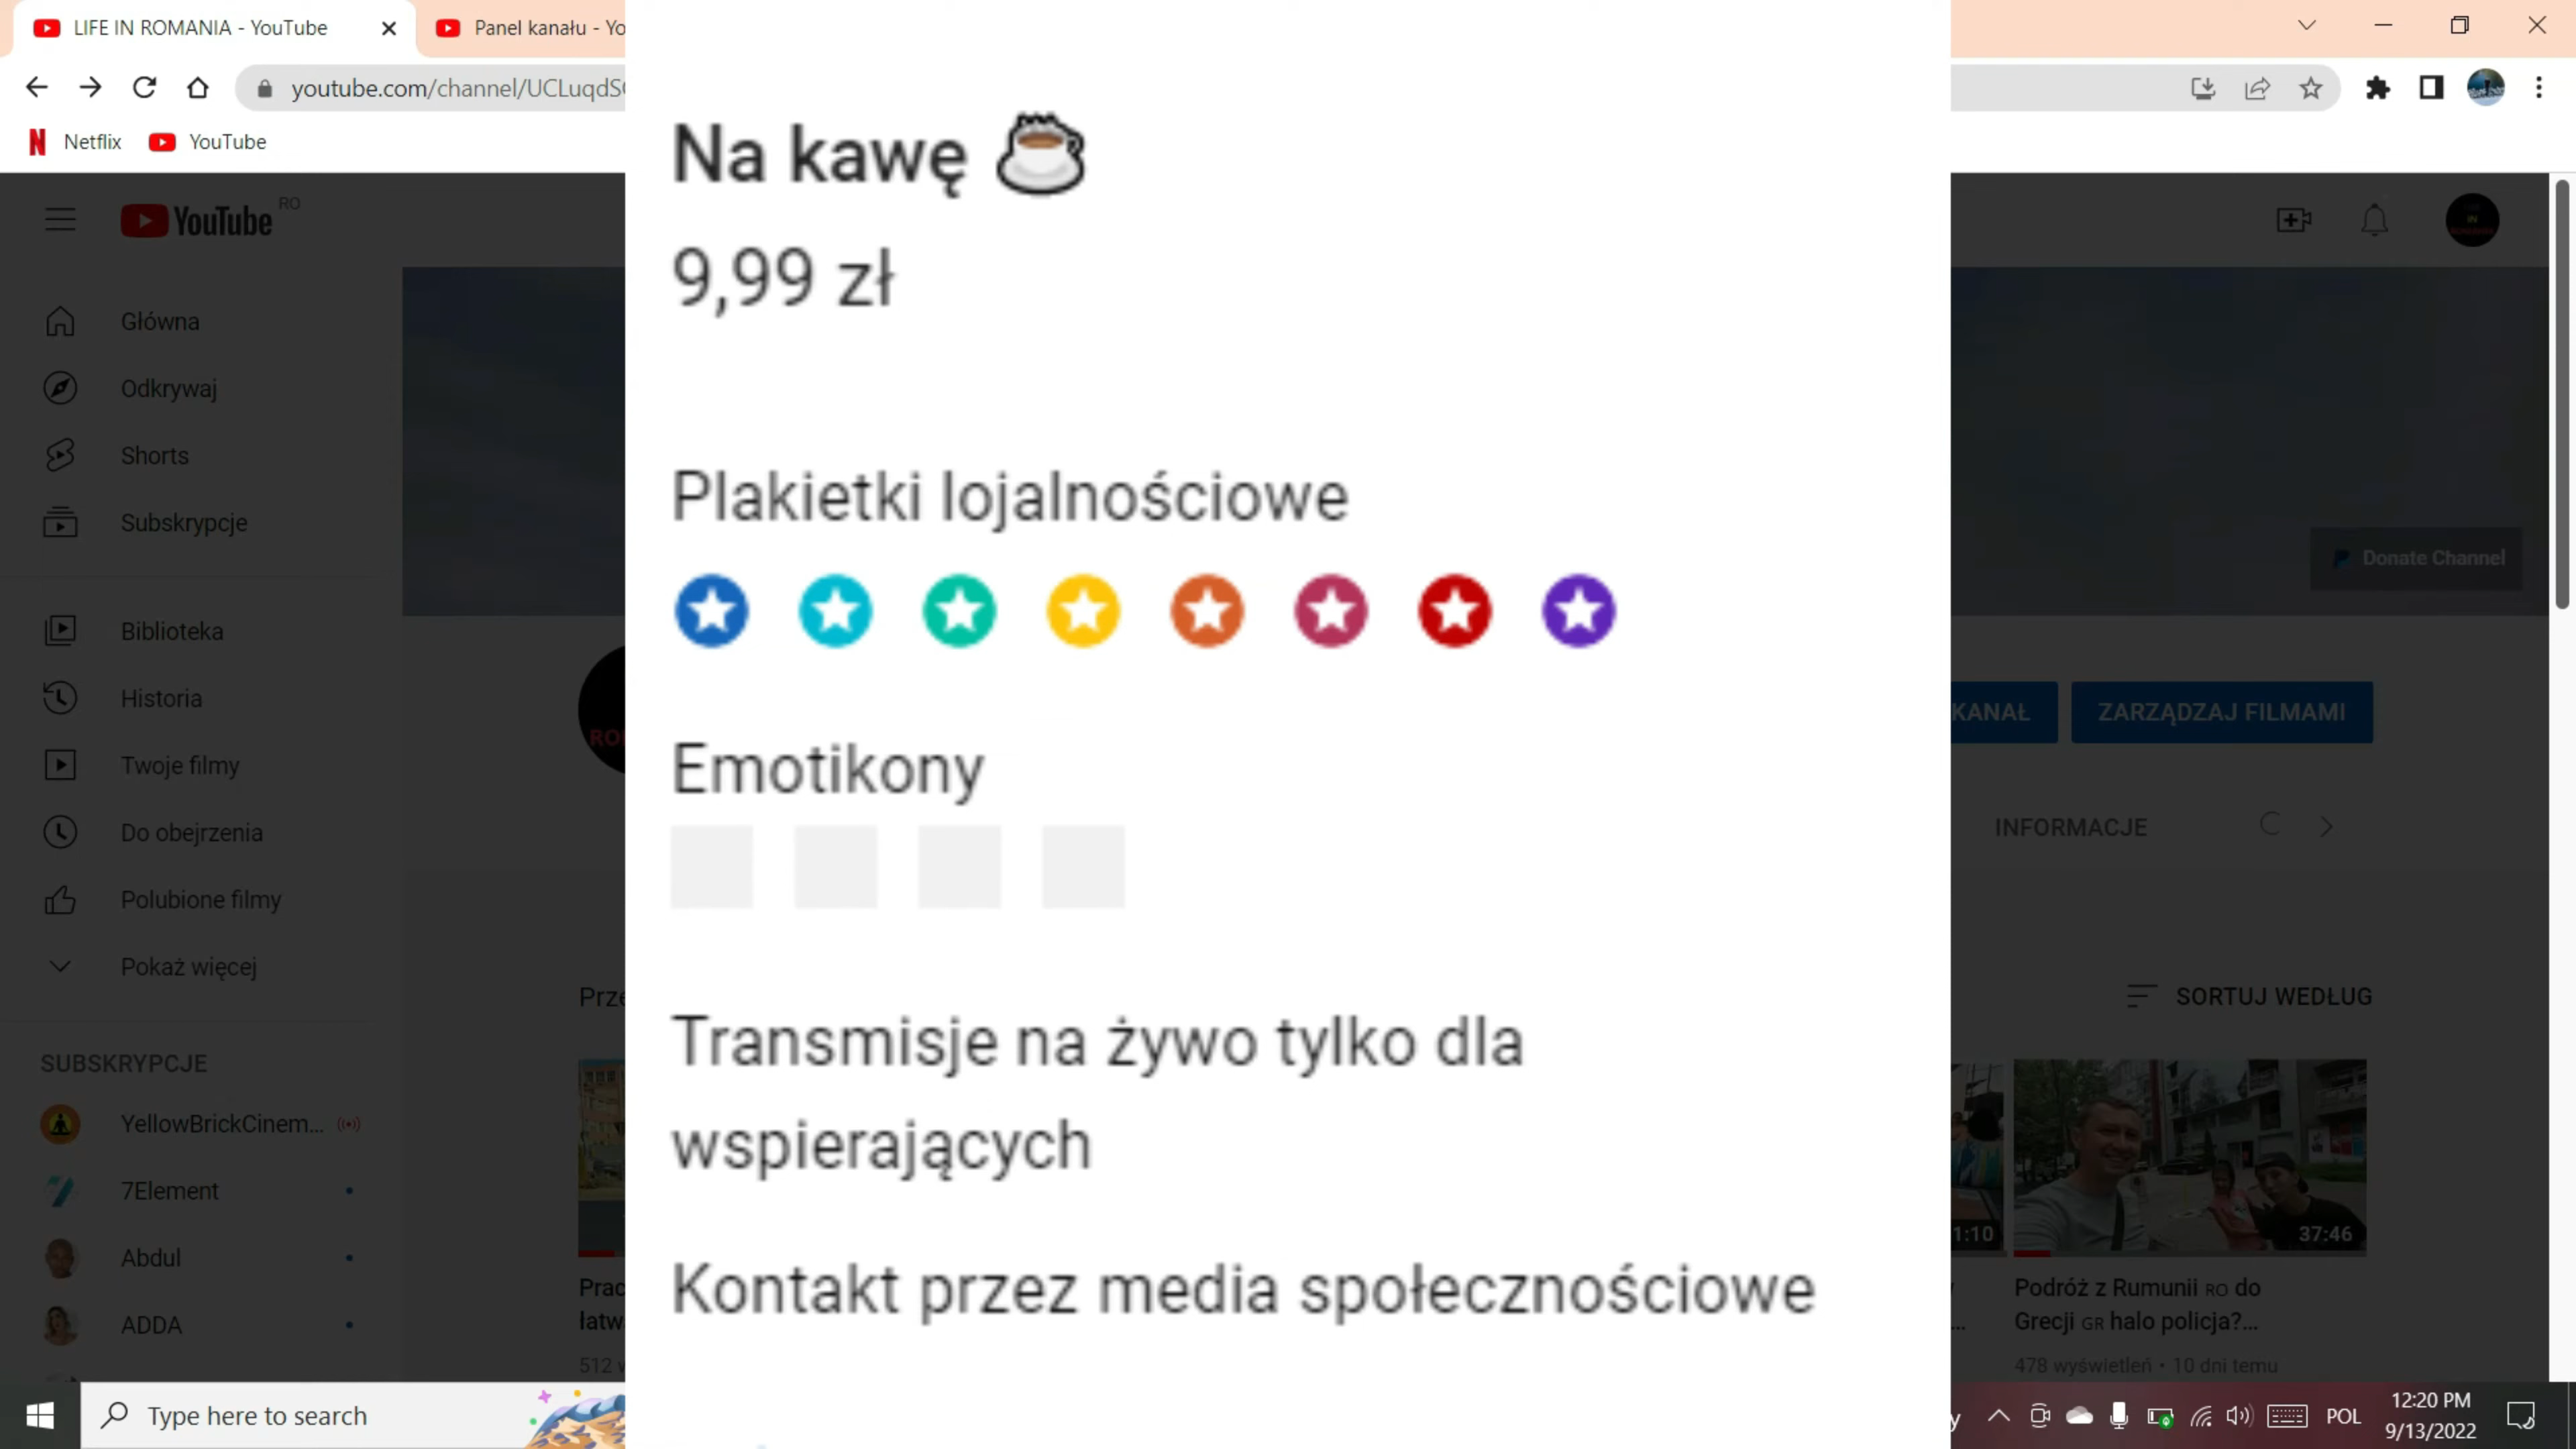 LIFE IN ROMANIA - YouTube
Panel kanału - Yo
youtube.com/channel/UCLuqdS
Netflix
YouTube
YouTube RO
Główna
Odkrywaj
Shorts
Subskrypcje
Biblioteka
Historia
Twoje filmy
Do obejrzenia
Polubione filmy
Pokaż więcej
SUBSKRYPCJE
YellowBrickCinem...
7Element
Abdul
ADDA
Na kawę
9,99 zł
Plakietki lojalnościowe
Emotikony
Transmisje na żywo tylko dla
wspierających
Kontakt przez media społecznościowe
Donate Channel
KANAŁ
ZARZĄDZAJ FILMAMI
INFORMACJE
SORTUJ WEDŁUG
Prze
Prac
łatw
512 w
1:10
37:46
Podróż z Rumunii RO do
Grecji GR halo policja?...
478 wyświetleń • 10 dni temu
Type here to search
POL
12:20 PM
9/13/2022